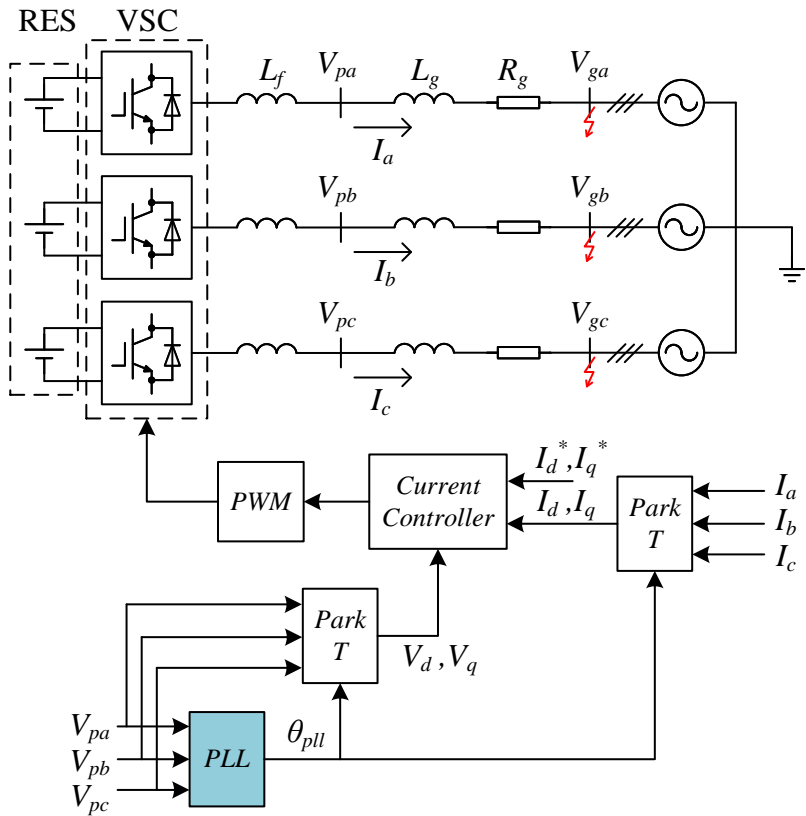 RES VSC
L_f V_pa L_g R_g V_ga
I_a
V_pb V_gb
I_b
V_pc V_gc
I_c
I_d*,I_q*
PWM
Current
Controller
I_d,I_q
Park
T
I_a
I_b
I_c
Park
T
V_d,V_q
V_pa
V_pb
V_pc
PLL
θ_pll